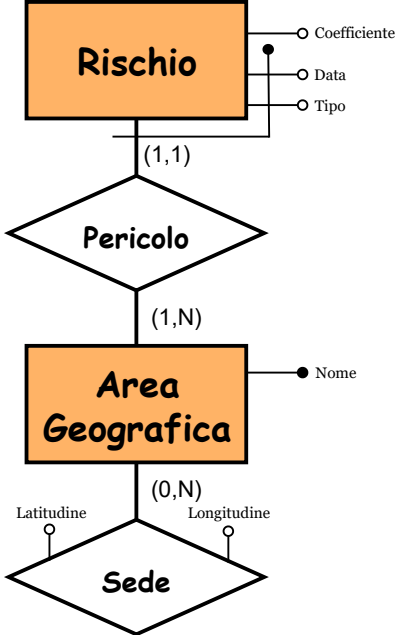 Rischio
Coefficiente
Data
Tipo
(1,1)
Pericolo
(1,N)
Area
Geografica
Nome
(0,N)
Latitudine
Longitudine
Sede